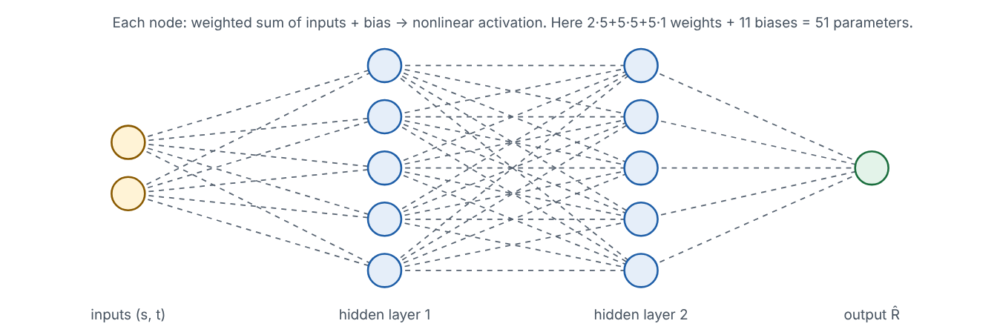 Each node: weighted sum of inputs + bias → nonlinear activation. Here 2·5+5·5+5·1 weights + 11 biases = 51 parameters.
inputs (s, t)
hidden layer 1
hidden layer 2
output R̂